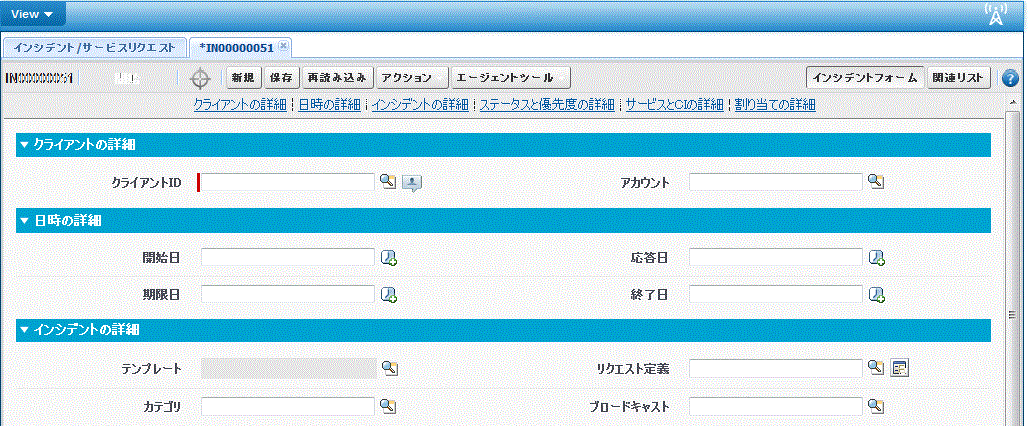 View
インシデント/サービスリクエスト *IN00000051
IN00000051 新規 保存 再読み込み アクション エージェントツール インシデントフォーム 関連リスト ?
クライアントの詳細 | 日時の詳細 | インシデントの詳細 | ステータスと優先度の詳細 | サービスとCIの詳細 | 割り当ての詳細
クライアントの詳細
クライアントID アカウント
日時の詳細
開始日 応答日
期限日 終了日
インシデントの詳細
テンプレート リクエスト定義
カテゴリ ブロードキャスト